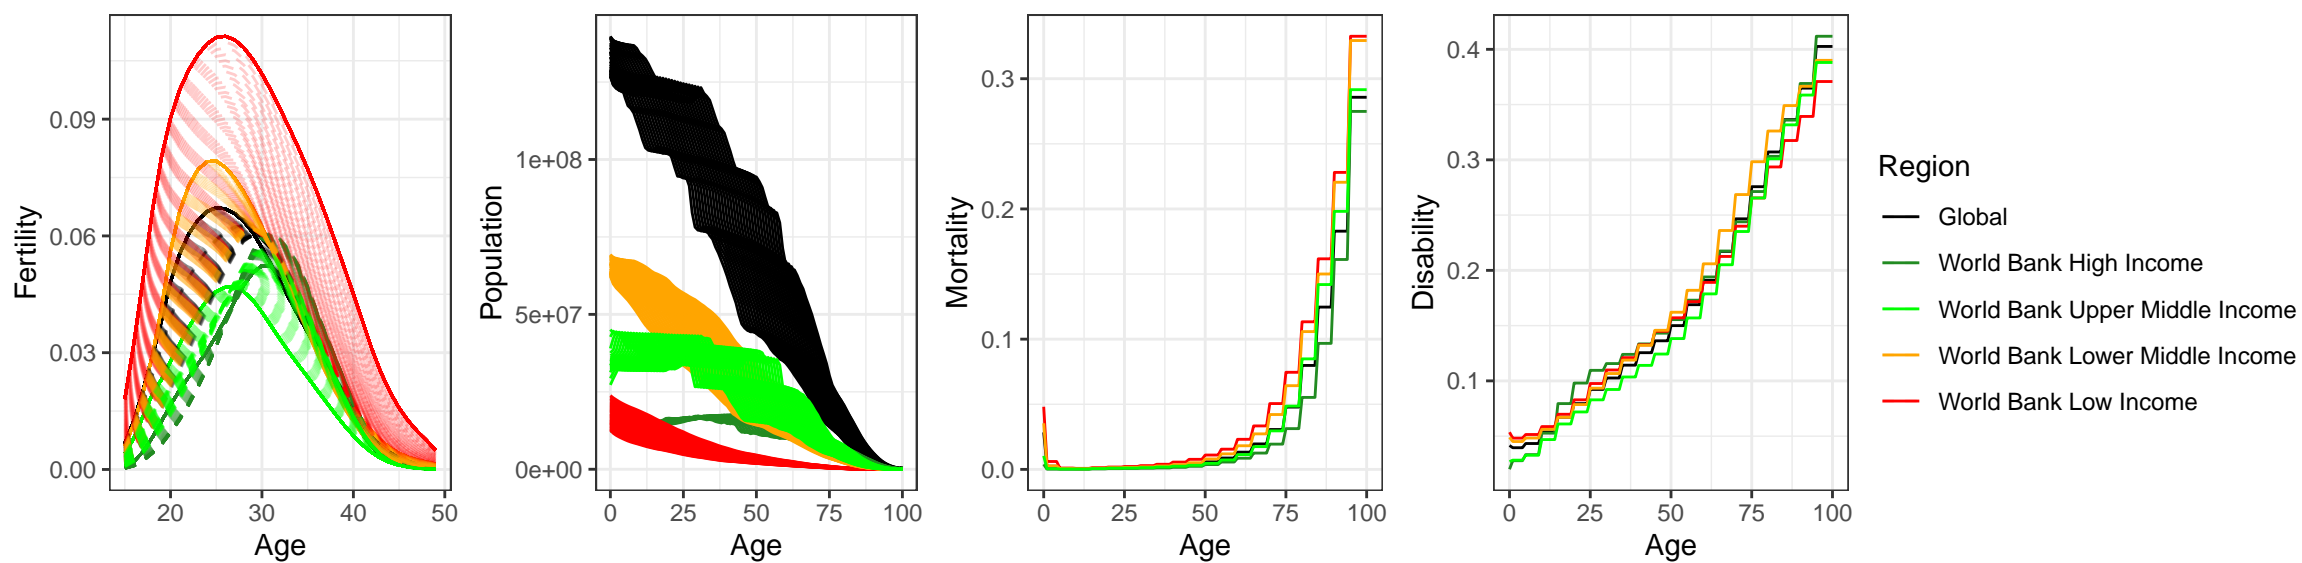 Fertility
0.09
0.06
0.03
0.00
20
30
40
50
Age
Population
1e+08
5e+07
0e+00
0
25
50
75
100
Age
Mortality
0.3
0.2
0.1
0.0
0
25
50
75
100
Age
Disability
0.4
0.3
0.2
0.1
0
25
50
75
100
Age
Region
Global
World Bank High Income
World Bank Upper Middle Income
World Bank Lower Middle Income
World Bank Low Income